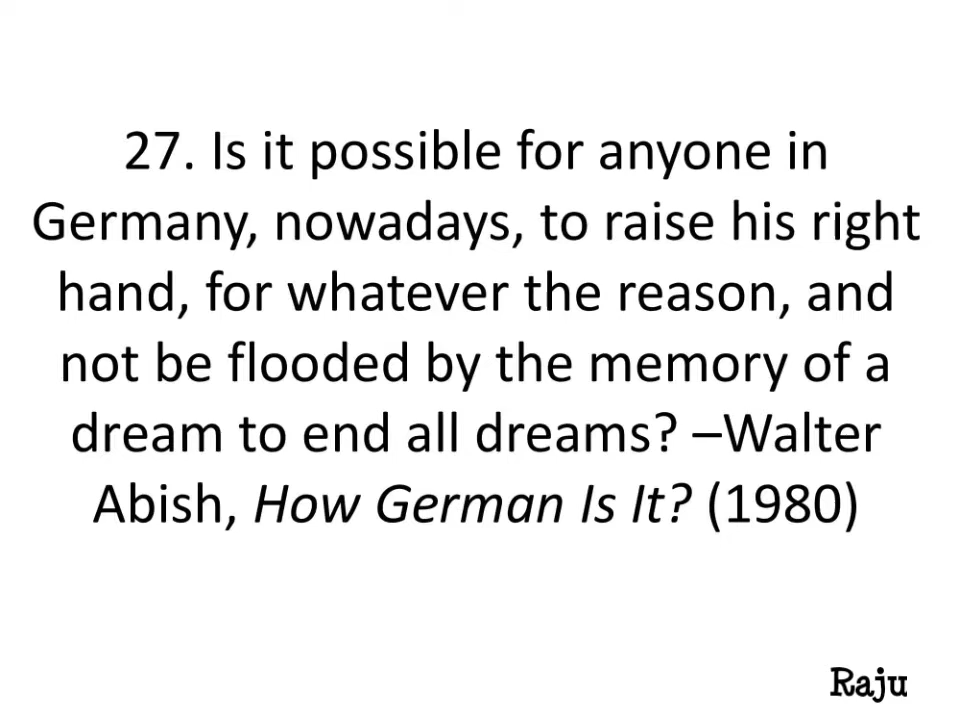 27. Is it possible for anyone in
Germany, nowadays, to raise his right
hand, for whatever the reason, and
not be flooded by the memory of a
dream to end all dreams? –Walter
Abish, How German Is It? (1980)
Raju